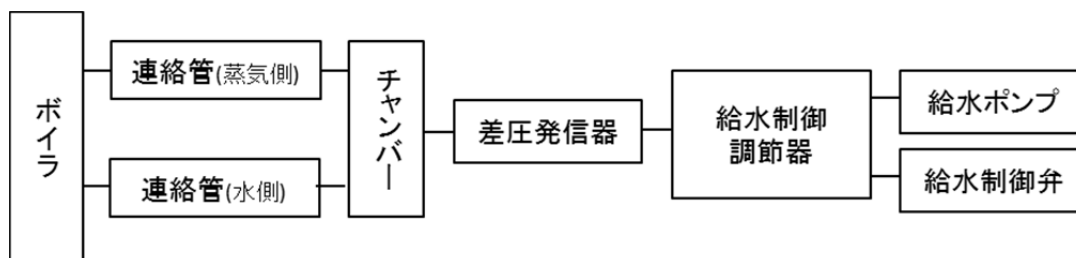 ボイラ
連絡管(蒸気側)
連絡管(水側)
チャンバー
差圧発信器
給水制御
調節器
給水ポンプ
給水制御弁